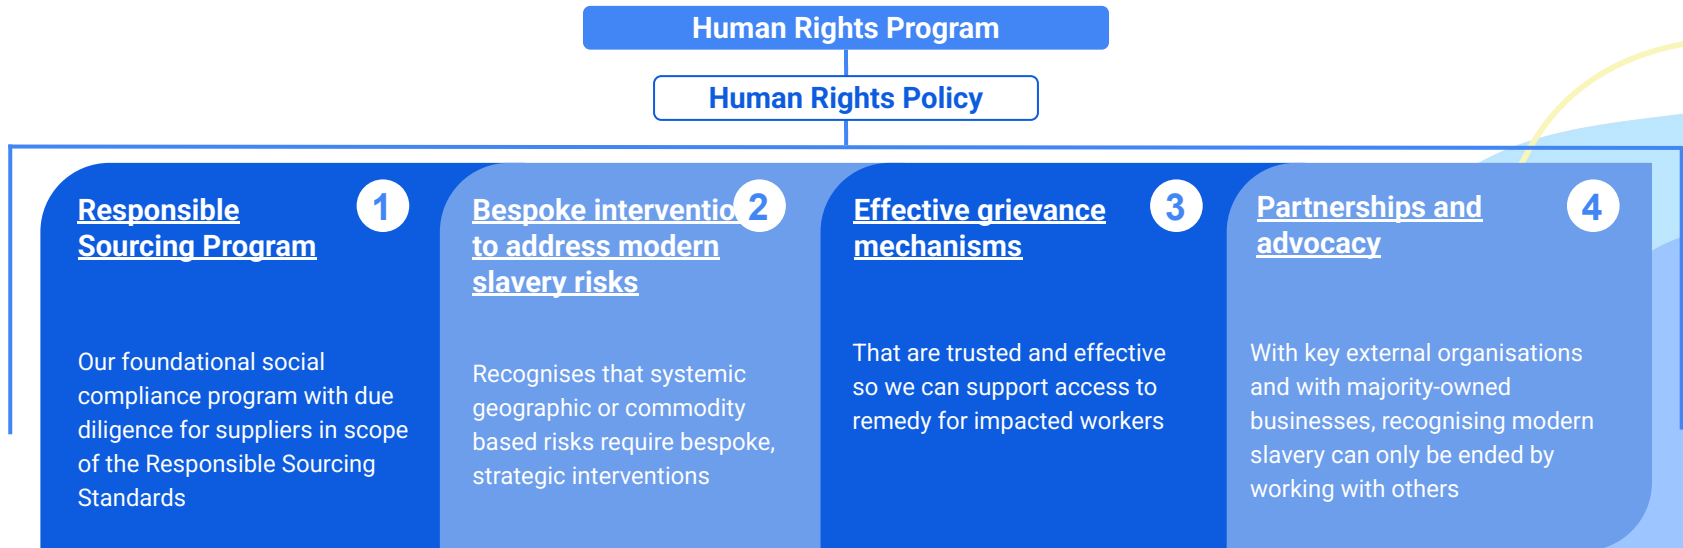 Human Rights Program
Human Rights Policy
Responsible
Sourcing Program
1
Our foundational social
compliance program with due
diligence for suppliers in scope
of the Responsible Sourcing
Standards
Bespoke interventio
2
to address modern
slavery risks
Recognises that systemic
geographic or commodity
based risks require bespoke,
strategic interventions
Effective grievance
mechanisms
3
That are trusted and effective
so we can support access to
remedy for impacted workers
Partnerships and
advocacy
4
With key external organisations
and with majority-owned
businesses, recognising modern
slavery can only be ended by
working with others